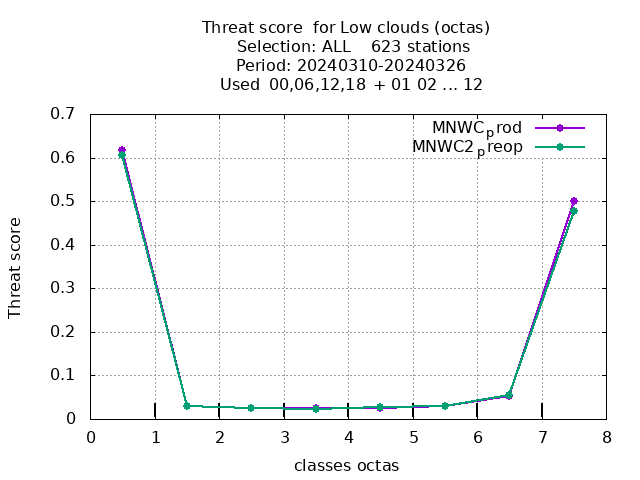 Threat score for Low clouds (octas)
Selection: ALL 623 stations
Period: 20240310-20240326
Used 00,06,12,18 + 01 02 ... 12
MNWCprod
MNWC2preop
0.7
0.6
0.5
0.4
0.3
0.2
0.1
0
Threat score
0 1 2 3 4 5 6 7 8
classes octas